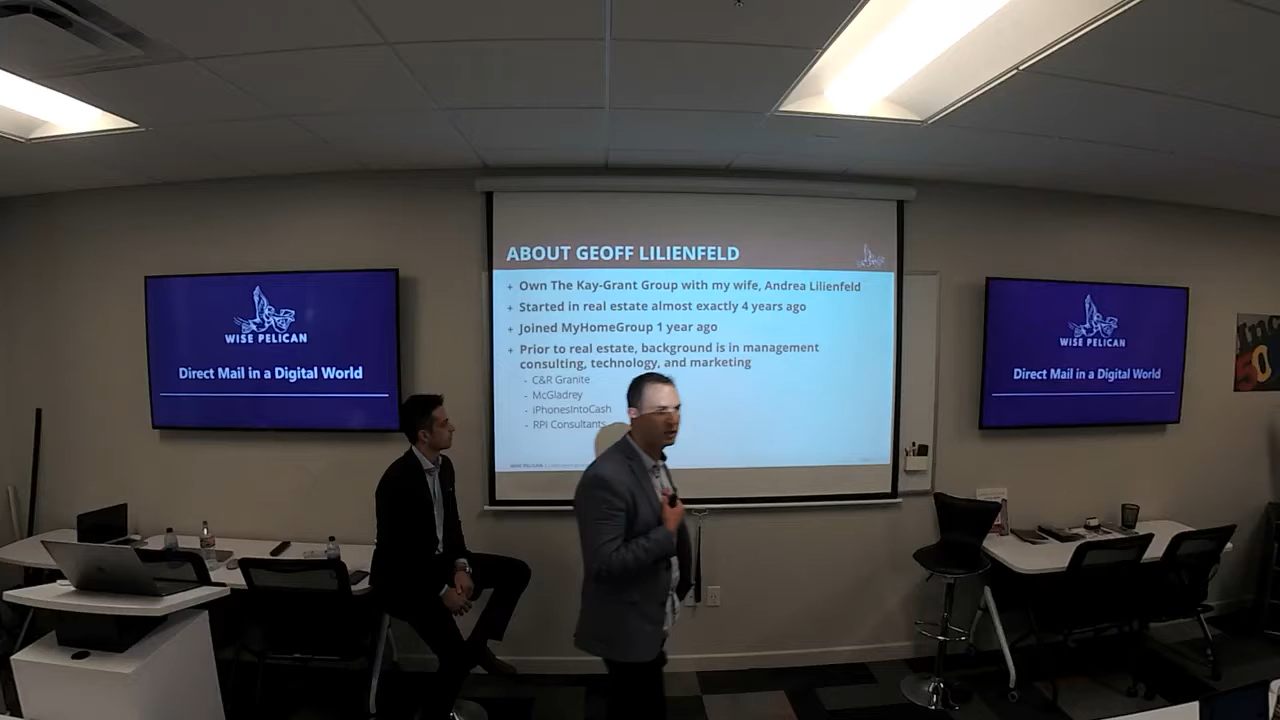 WISE PELICAN
Direct Mail in a Digital World
ABOUT GEOFF LILIENFELD
+ Own The Kay-Grant Group with my wife, Andrea Lilienfeld
+ Started in real estate almost exactly 4 years ago
+ Joined MyHomeGroup 1 year ago
+ Prior to real estate, background is in management
consulting, technology, and marketing
- C&R Granite
- McGladrey
- iPhonesIntoCash
- RPI Consultants
WISE PELICAN
WISE PELICAN
Direct Mail in a Digital World